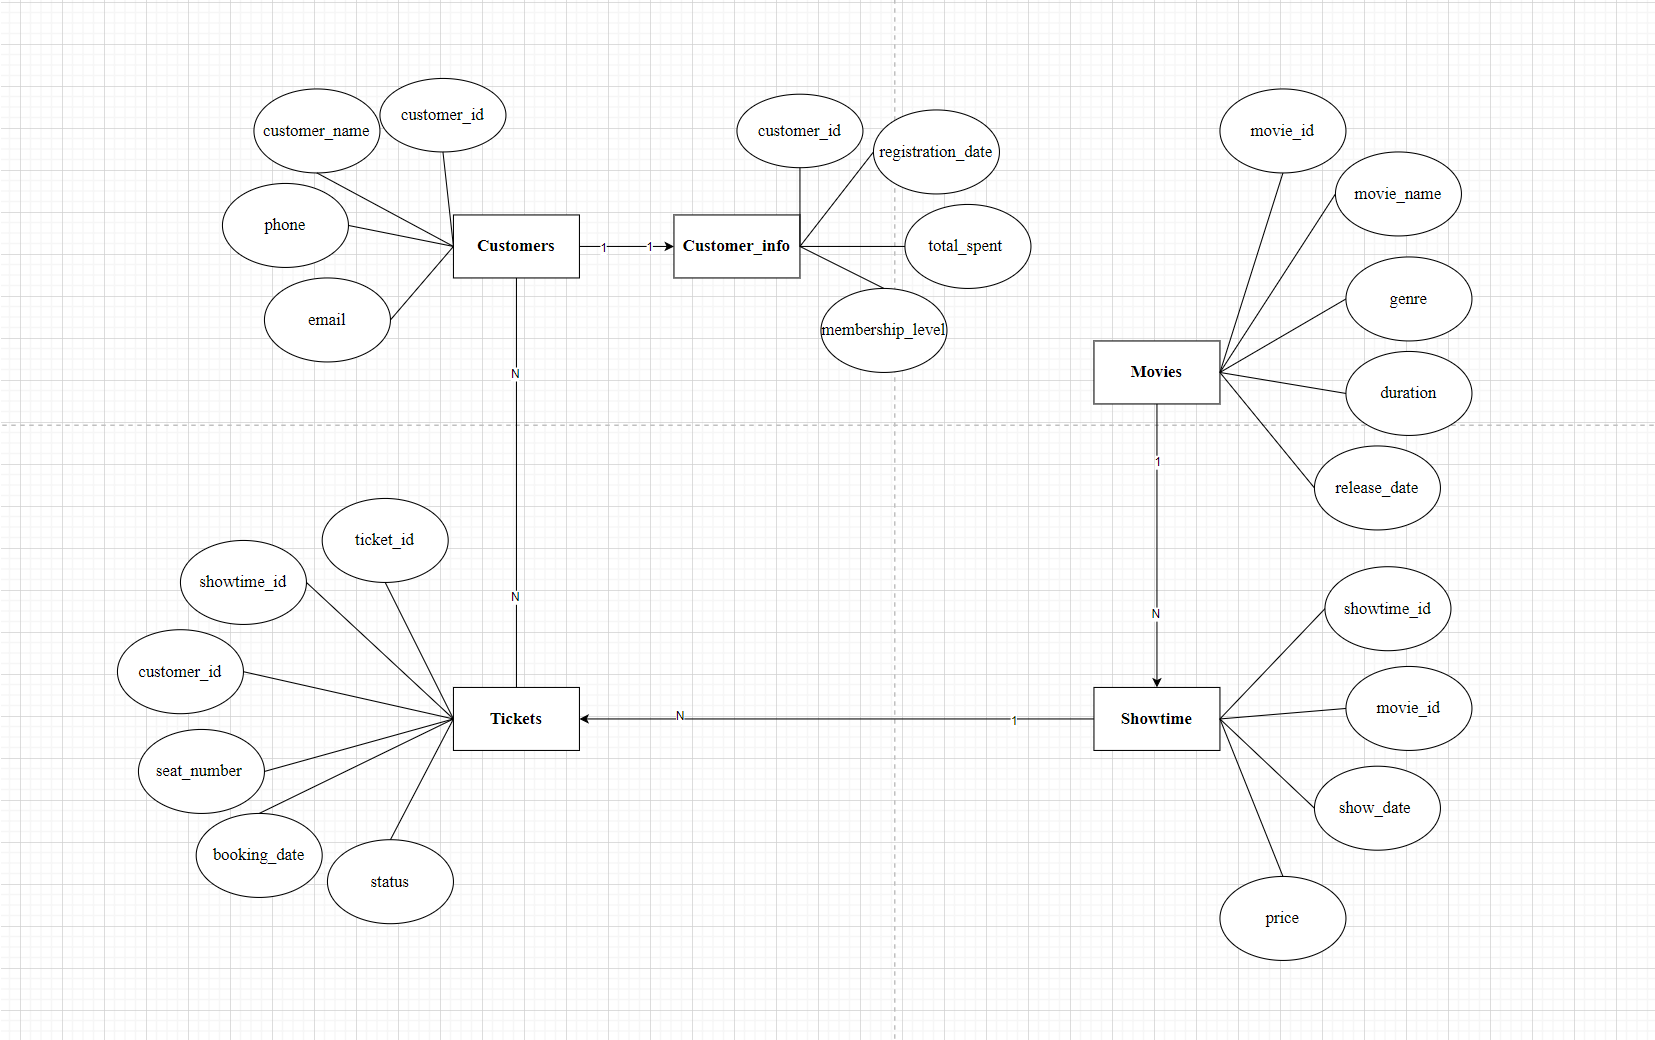 customer_name
customer_id
phone
email
Customers
1
1
Customer_info
customer_id
registration_date
total_spent
membership_level
movie_id
movie_name
genre
duration
release_date
Movies
N
N
1
N
ticket_id
showtime_id
customer_id
seat_number
booking_date
status
Tickets
N
1
Showtime
showtime_id
movie_id
show_date
price